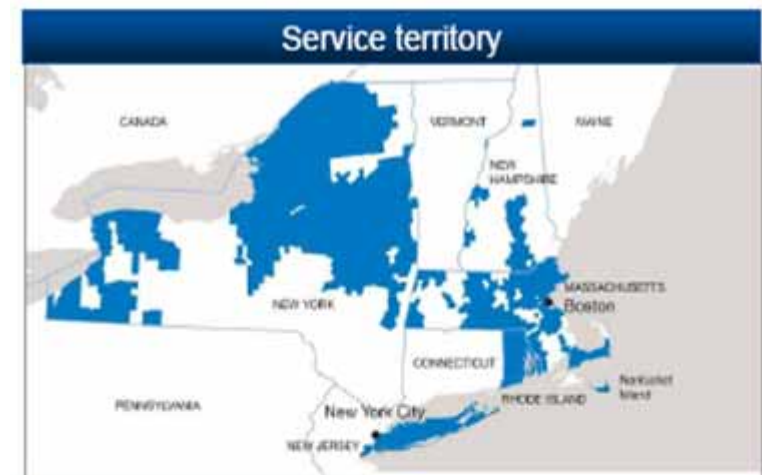 Service territory
CANADA
VERMONT
MAINE
NEW
HAMPSHIRE
MASSACHUSETTS
Boston
NEW YORK
CONNECTICUT
Nantucket
Island
RHODE ISLAND
PENNSYLVANIA
New York City
NEW JERSEY